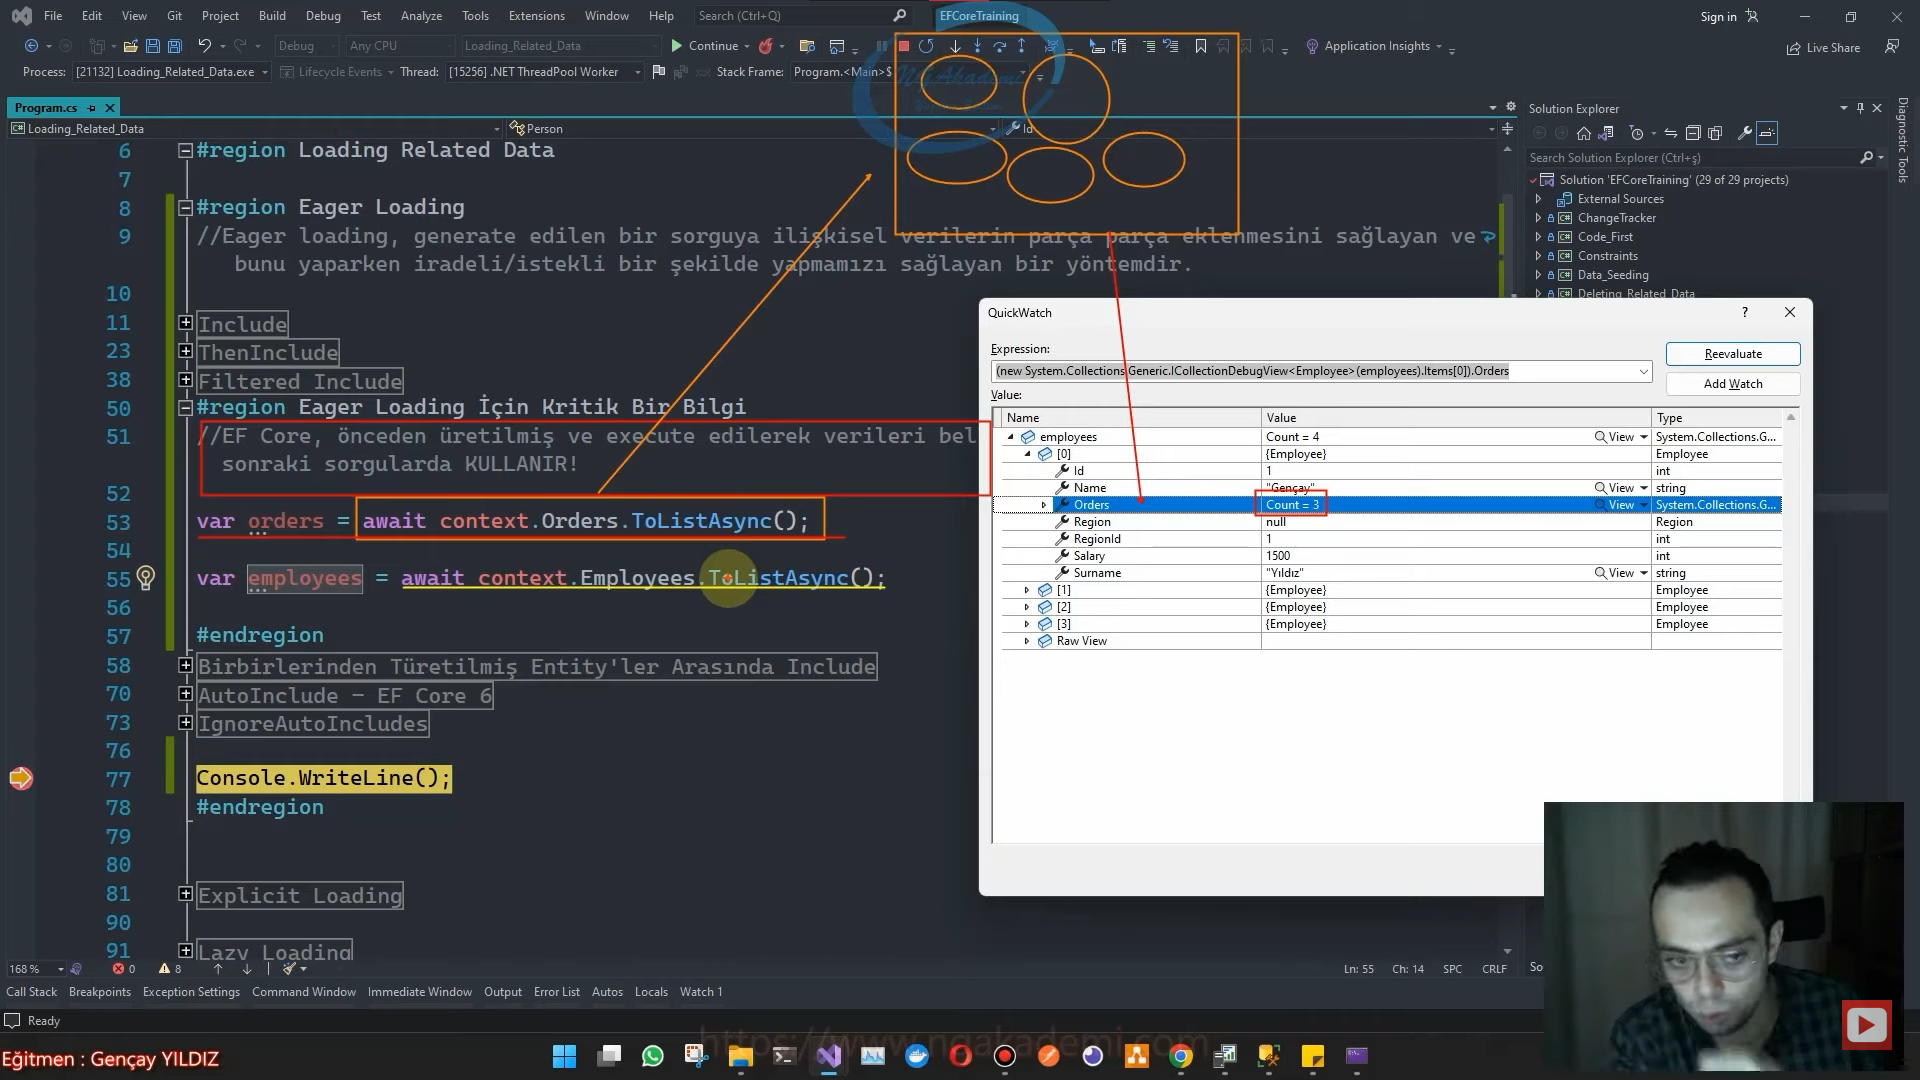 File Edit View Git Project Build Debug Test Analyze Tools Extensions Window Help Search (Ctrl+Q) EFCoreTraining Sign in
Debug Any CPU Loading_Related_Data Continue Application Insights Live Share
Process: [21132] Loading_Related_Data.exe Lifecycle Events Thread: [15256] .NET ThreadPool Worker Stack Frame: Program.<Main>$
Program.cs
Loading_Related_Data Person Id
6 #region Loading Related Data
7
8 #region Eager Loading
9 //Eager loading, generate edilen bir sorguya ilişkisel verilerin parça parça eklenmesini sağlayan ve
bunu yaparken iradeli/istekli bir şekilde yapmamızı sağlayan bir yöntemdir.
10
11 Include
23 ThenInclude
38 Filtered Include
50 #region Eager Loading İçin Kritik Bir Bilgi
51 //EF Core, önceden üretilmiş ve execute edilerek verileri bel
sonraki sorgularda KULLANIR!
52
53 var orders = await context.Orders.ToListAsync();
54
55 var employees = await context.Employees.ToListAsync();
56
57 #endregion
58 Birbirlerinden Türetilmiş Entity'ler Arasında Include
70 AutoInclude - EF Core 6
73 IgnoreAutoIncludes
76
77 Console.WriteLine();
78 #endregion
79
80
81 Explicit Loading
90
91 Lazy Loading
168 % 0 8 Ln: 55 Ch: 14 SPC CRLF
Call Stack Breakpoints Exception Settings Command Window Immediate Window Output Error List Autos Locals Watch 1
Ready
Solution Explorer
Search Solution Explorer (Ctrl+ş)
Solution 'EFCoreTraining' (29 of 29 projects)
External Sources
ChangeTracker
Code_First
Constraints
Data_Seeding
Deleting_Related_Data
So
Diagnostic Tools
QuickWatch ?
Expression:
Reevaluate
(new System.Collections.Generic.ICollectionDebugView<Employee>(employees).Items[0]).Orders
Add Watch
Value:
Name Value Type
employees Count = 4 View System.Collections.G...
[0] {Employee} Employee
Id 1 int
Name "Gençay" View string
Orders Count = 3 View System.Collections.G...
Region null Region
RegionId 1 int
Salary 1500 int
Surname "Yıldız" View string
[1] {Employee} Employee
[2] {Employee} Employee
[3] {Employee} Employee
Raw View
https://www.ngakademi.com
Eğitmen : Gençay YILDIZ